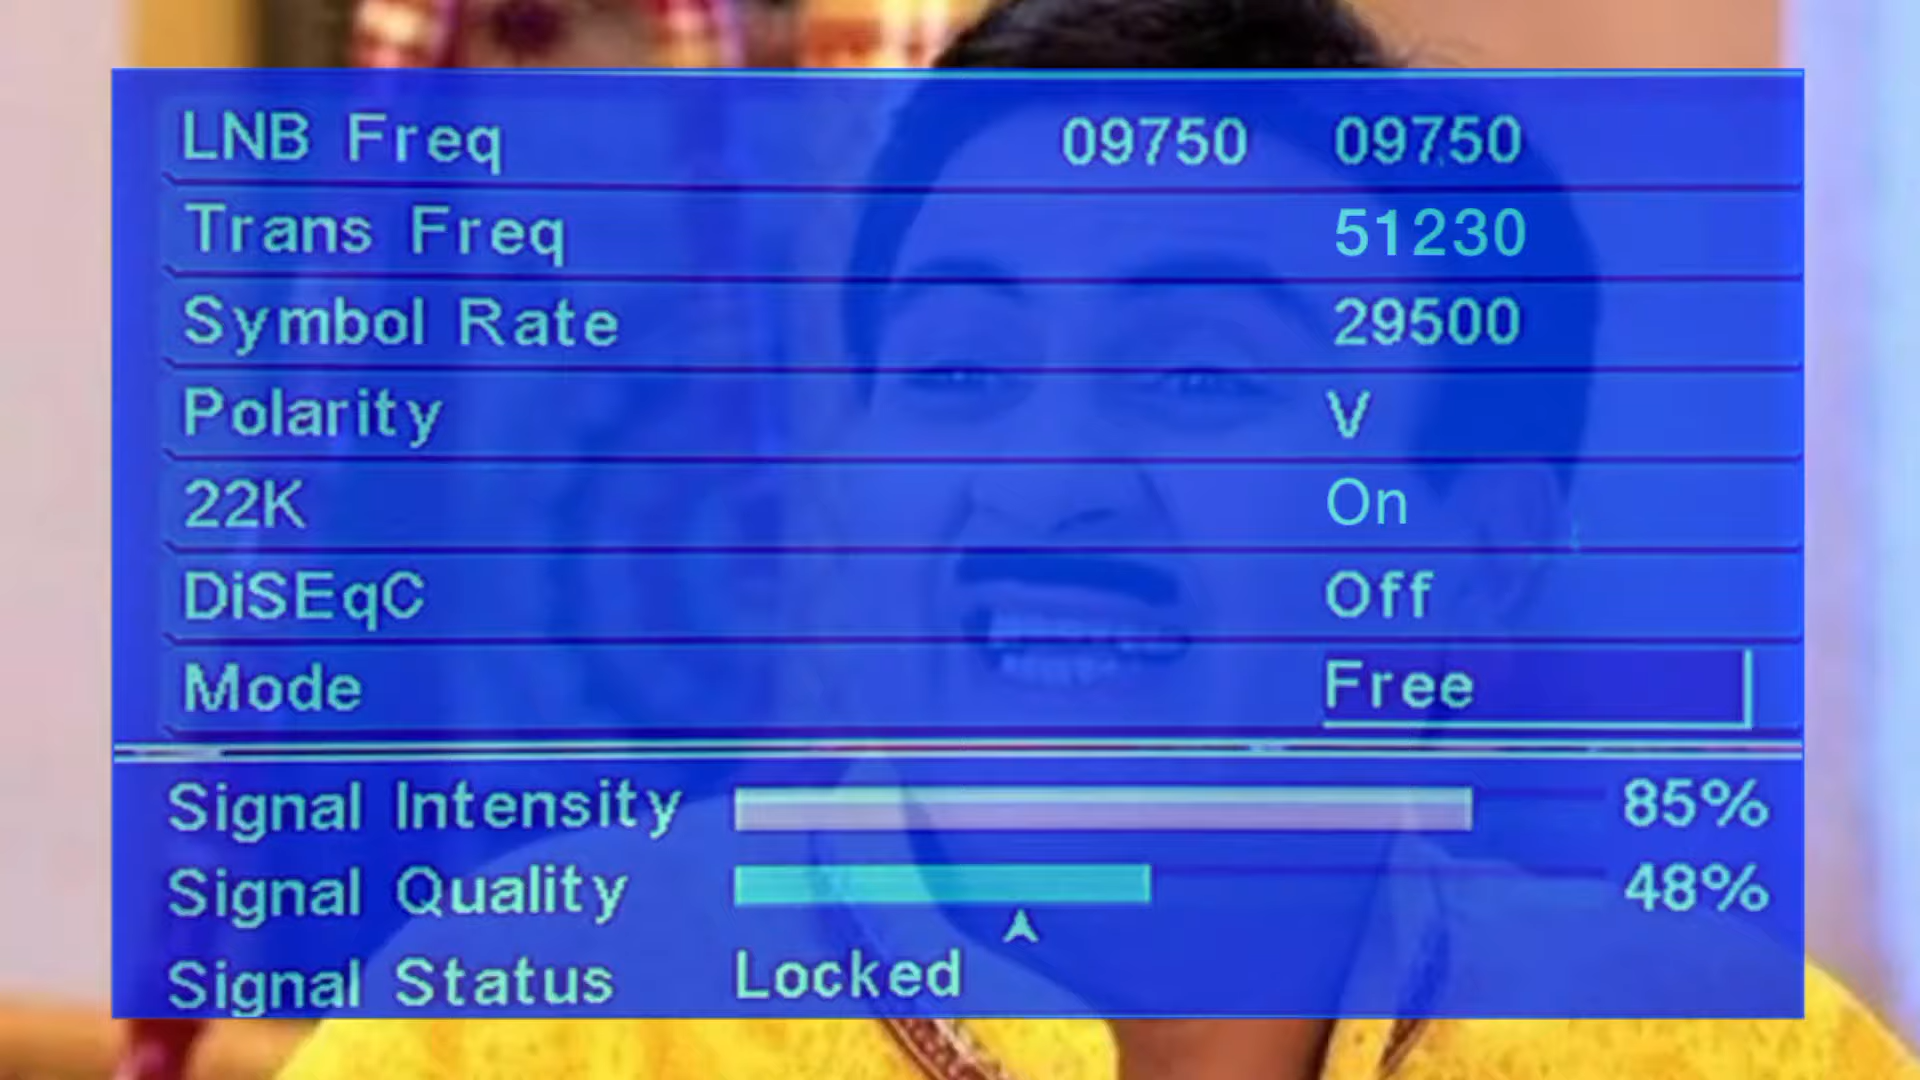 LNB Freq 09750 09750
Trans Freq 51230
Symbol Rate 29500
Polarity V
22K On
DiSEqC Off
Mode Free
Signal Intensity 85%
Signal Quality 48%
Signal Status Locked